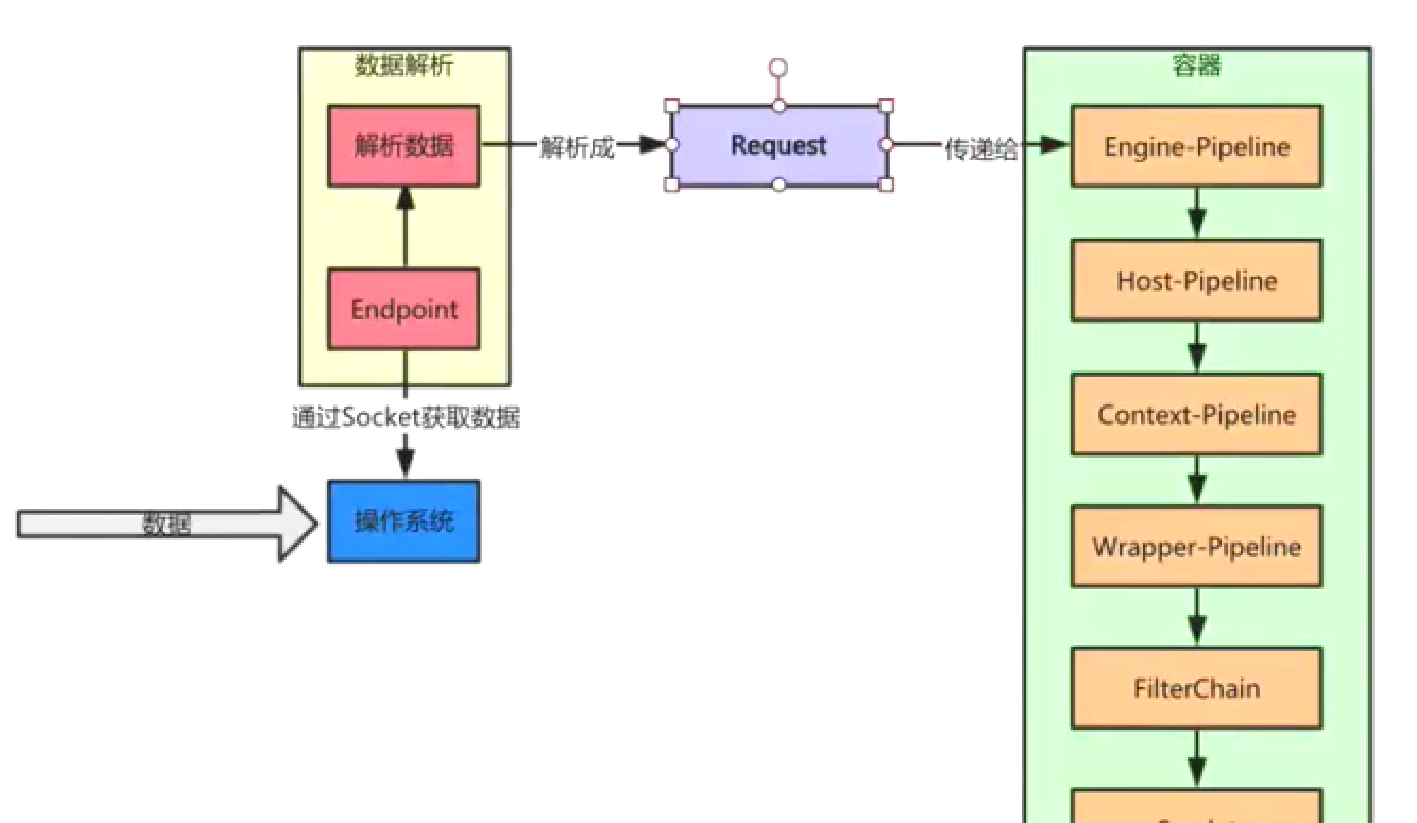 数据解析
解析数据
Endpoint
通过Socket获取数据
数据
操作系统
解析成
Request
传递给
容器
Engine-Pipeline
Host-Pipeline
Context-Pipeline
Wrapper-Pipeline
FilterChain